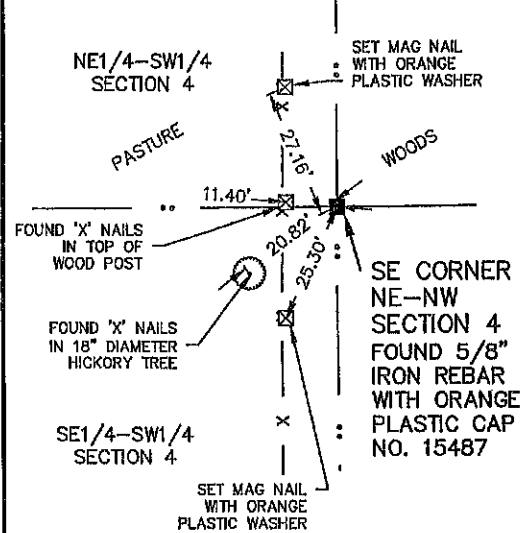 NE1/4-SW1/4
SECTION 4
SET MAG NAIL
WITH ORANGE
PLASTIC WASHER
PASTURE
WOODS
27.16'
11.40'
FOUND 'X' NAILS
IN TOP OF
WOOD POST
20.82'
25.30'
SE CORNER
NE-NW
SECTION 4
FOUND 5/8"
IRON REBAR
WITH ORANGE
PLASTIC CAP
NO. 15487
FOUND 'X' NAILS
IN 18" DIAMETER
HICKORY TREE
SE1/4-SW1/4
SECTION 4
SET MAG NAIL
WITH ORANGE
PLASTIC WASHER